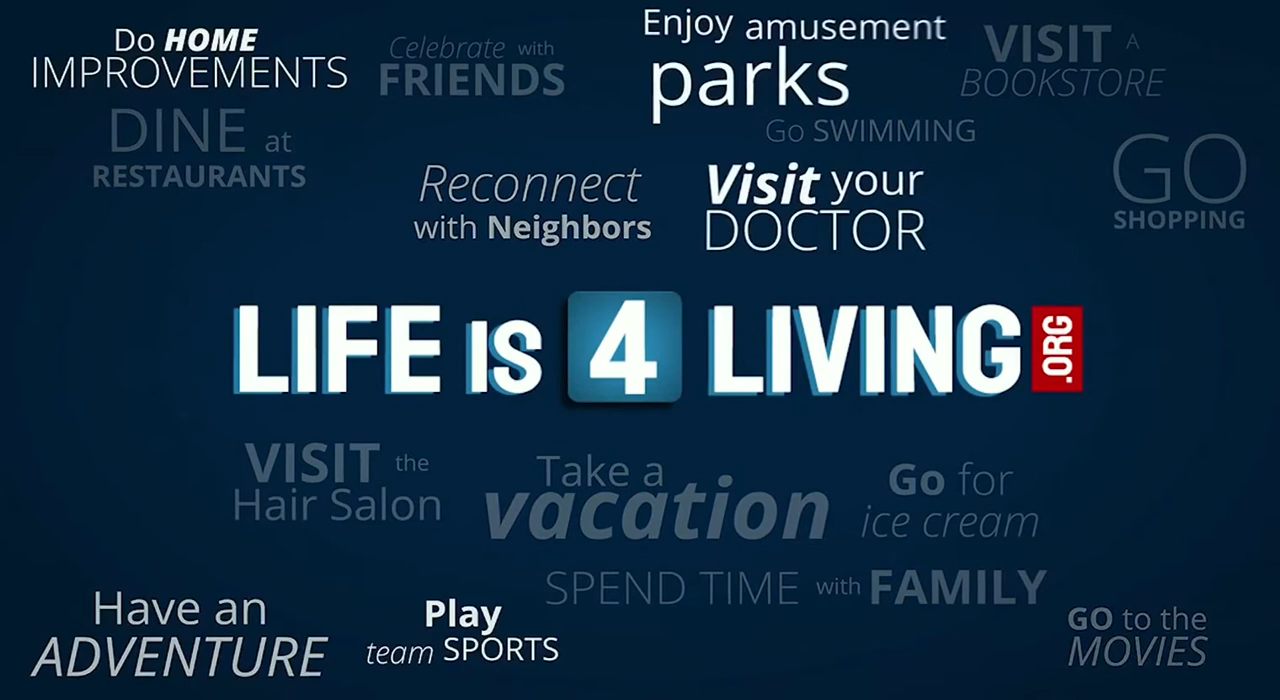 Do HOME
IMPROVEMENTS
Celebrate with
FRIENDS
Enjoy amusement
parks
VISIT A
BOOKSTORE
DINE at
RESTAURANTS
Go SWIMMING
GO
SHOPPING
Reconnect
with Neighbors
Visit your
DOCTOR
LIFE IS 4 LIVING .ORG
VISIT the
Hair Salon
Take a
vacation
Go for
ice cream
SPEND TIME with FAMILY
Have an
ADVENTURE
Play
team SPORTS
GO to the
MOVIES